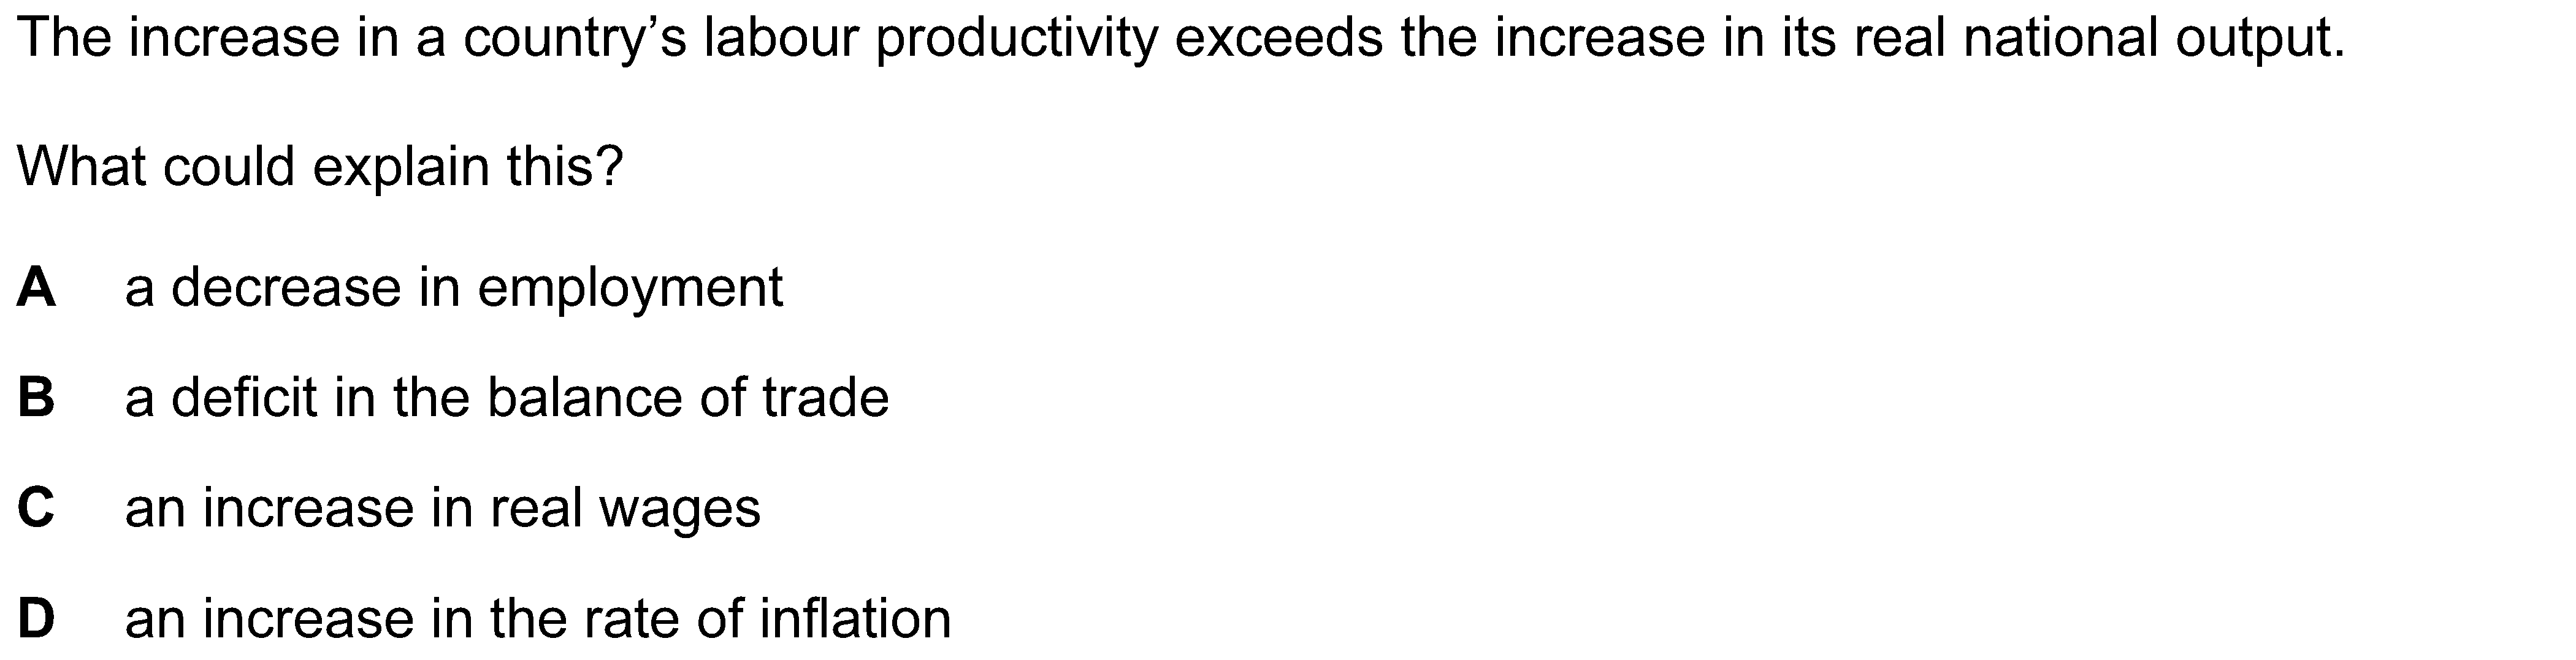 The increase in a country’s labour productivity exceeds the increase in its real national output.
What could explain this?
A a decrease in employment
B a deficit in the balance of trade
C an increase in real wages
D an increase in the rate of inflation